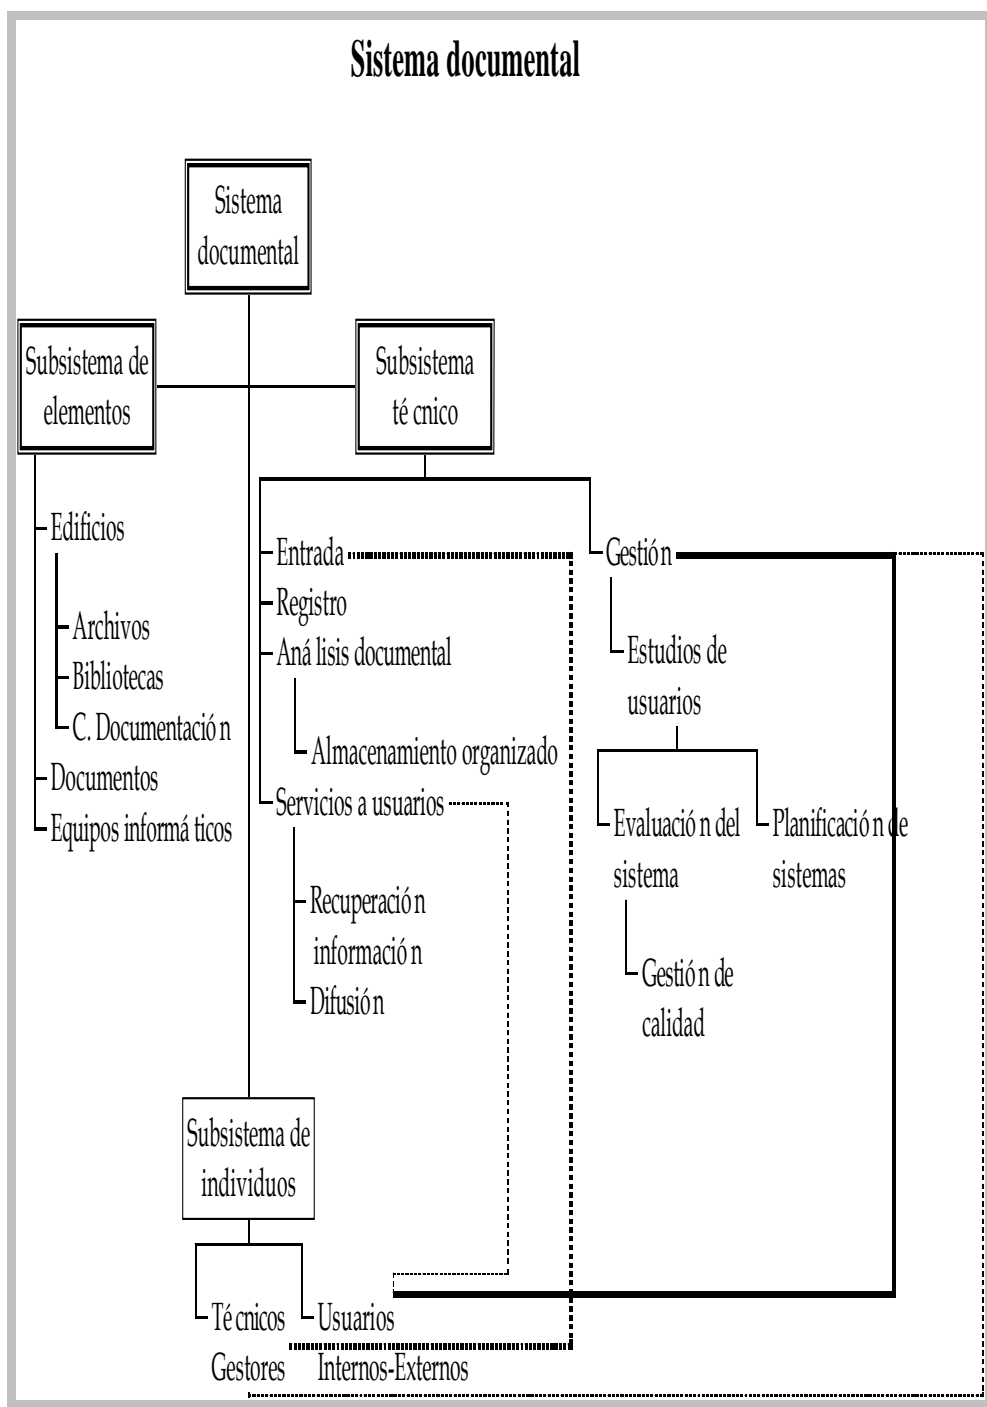 Sistema documental
Sistema
documental
Subsistema de
elementos
Subsistema
té cnico
Edificios
Archivos
Bibliotecas
C. Documentació n
Documentos
Equipos informá ticos
Entrada
Registro
Aná lisis documental
Almacenamiento organizado
Servicios a usuarios
Recuperació n
informació n
Difusió n
Gestió n
Estudios de
usuarios
Evaluació n del
sistema
Gestió n de
calidad
Planificació n de
sistemas
Subsistema de
individuos
Té cnicos
Gestores
Usuarios
Internos-Externos